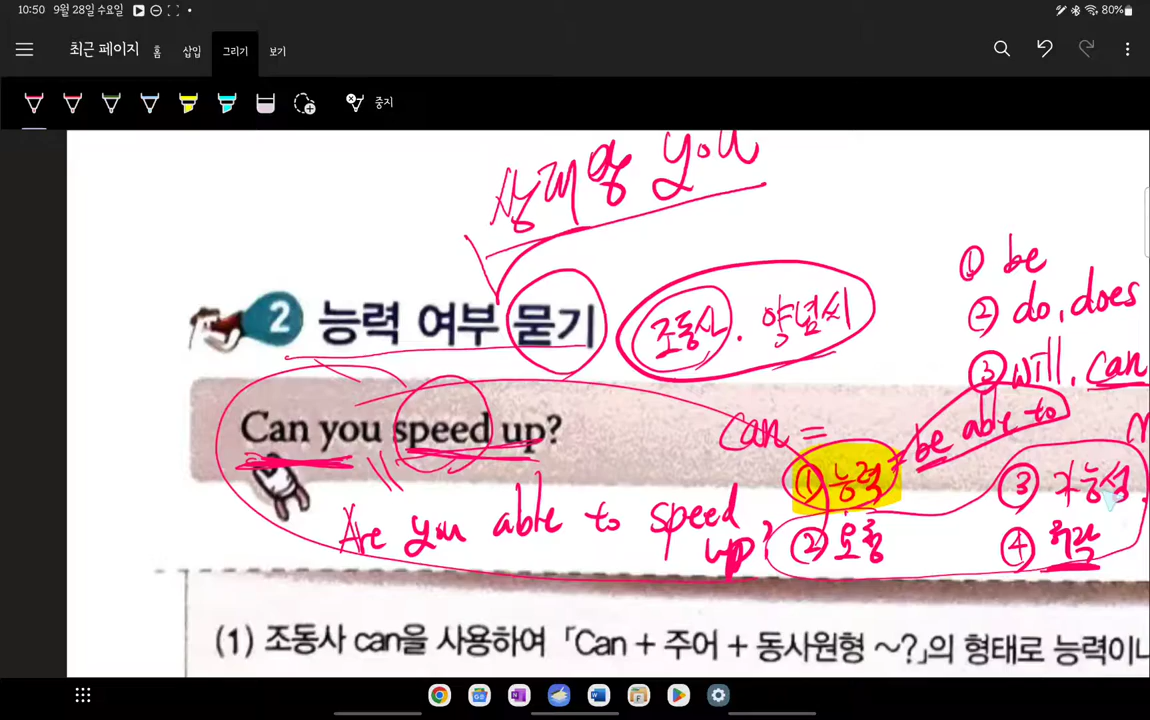 10:50 9월 28일 수요일
80%
최근 페이지 홈 삽입 그리기 보기
중지
상대방 you
① be
② do, does
③ will, can
2 능력 여부 묻기
조동사. 양념씨
Can you speed up?
can =
be able to
① 능력
③ 가능성
Are you able to speed up?
② 요청
④ 허락
(1) 조동사 can을 사용하여 「Can + 주어 + 동사원형 ~?」의 형태로 능력이나